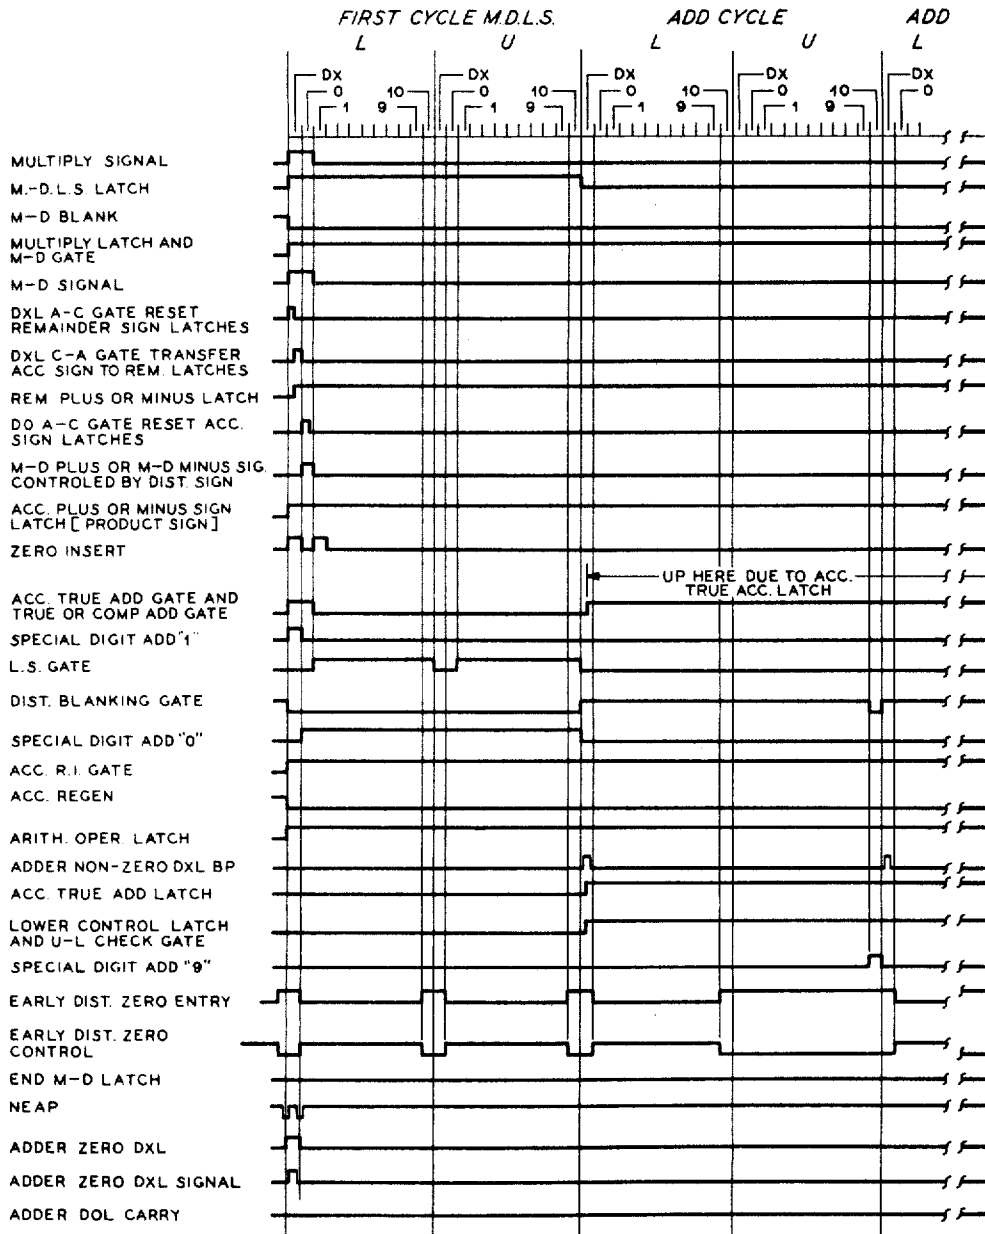 FIRST CYCLE M.D.L.S. ADD CYCLE ADD
L U L U L
DX DX DX DX DX
0 10 0 10 0 10 0 10 0
1 9 1 9 1 9 1 9
MULTIPLY SIGNAL
M.-D.L.S. LATCH
M-D BLANK
MULTIPLY LATCH AND
M-D GATE
M-D SIGNAL
DXL A-C GATE RESET
REMAINDER SIGN LATCHES
DXL C-A GATE TRANSFER
ACC SIGN TO REM. LATCHES
REM PLUS OR MINUS LATCH
DO A-C GATE RESET ACC.
SIGN LATCHES
M-D PLUS OR M-D MINUS SIG.
CONTROLED BY DIST. SIGN
ACC. PLUS OR MINUS SIGN
LATCH [ PRODUCT SIGN ]
ZERO INSERT
UP HERE DUE TO ACC.
TRUE ACC. LATCH
ACC. TRUE ADD GATE AND
TRUE OR COMP ADD GATE
SPECIAL DIGIT ADD "1"
L.S. GATE
DIST. BLANKING GATE
SPECIAL DIGIT ADD "0"
ACC. R.I. GATE
ACC. REGEN
ARITH. OPER. LATCH
ADDER NON-ZERO DXL BP
ACC. TRUE ADD LATCH
LOWER CONTROL LATCH
AND U-L CHECK GATE
SPECIAL DIGIT ADD "9"
EARLY DIST. ZERO ENTRY
EARLY DIST. ZERO
CONTROL
END M-D LATCH
NEAP
ADDER ZERO DXL
ADDER ZERO DXL SIGNAL
ADDER DOL CARRY